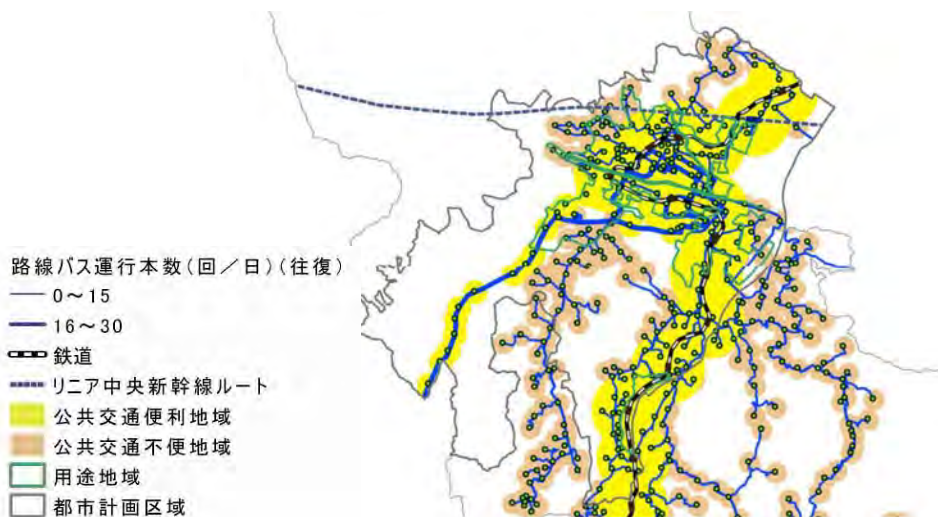 路線バス運行本数(回／日)(往復)
0～15
16～30
鉄道
リニア中央新幹線ルート
公共交通便利地域
公共交通不便地域
用途地域
都市計画区域